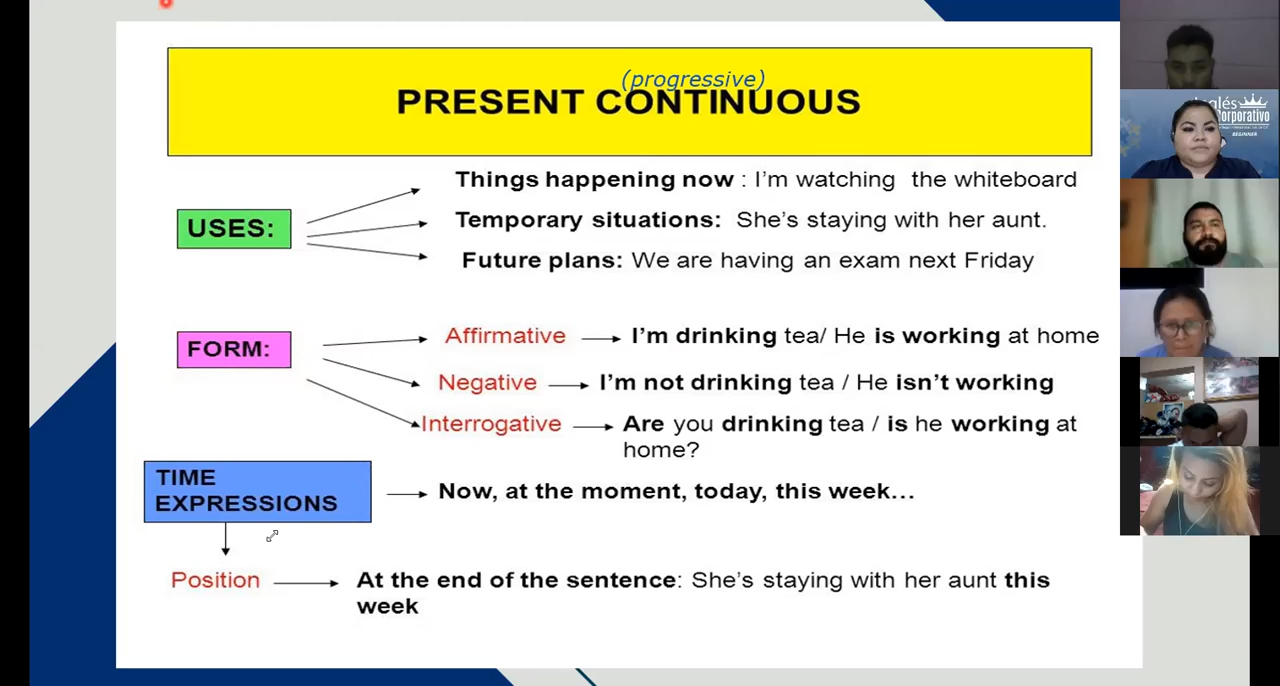 (progressive)
PRESENT CONTINUOUS
USES:
Things happening now : I'm watching the whiteboard
Temporary situations: She's staying with her aunt.
Future plans: We are having an exam next Friday
FORM:
Affirmative I'm drinking tea/ He is working at home
Negative I'm not drinking tea / He isn't working
Interrogative Are you drinking tea / is he working at
home?
TIME
EXPRESSIONS
Now, at the moment, today, this week...
Position At the end of the sentence: She's staying with her aunt this
week
BEGINNER